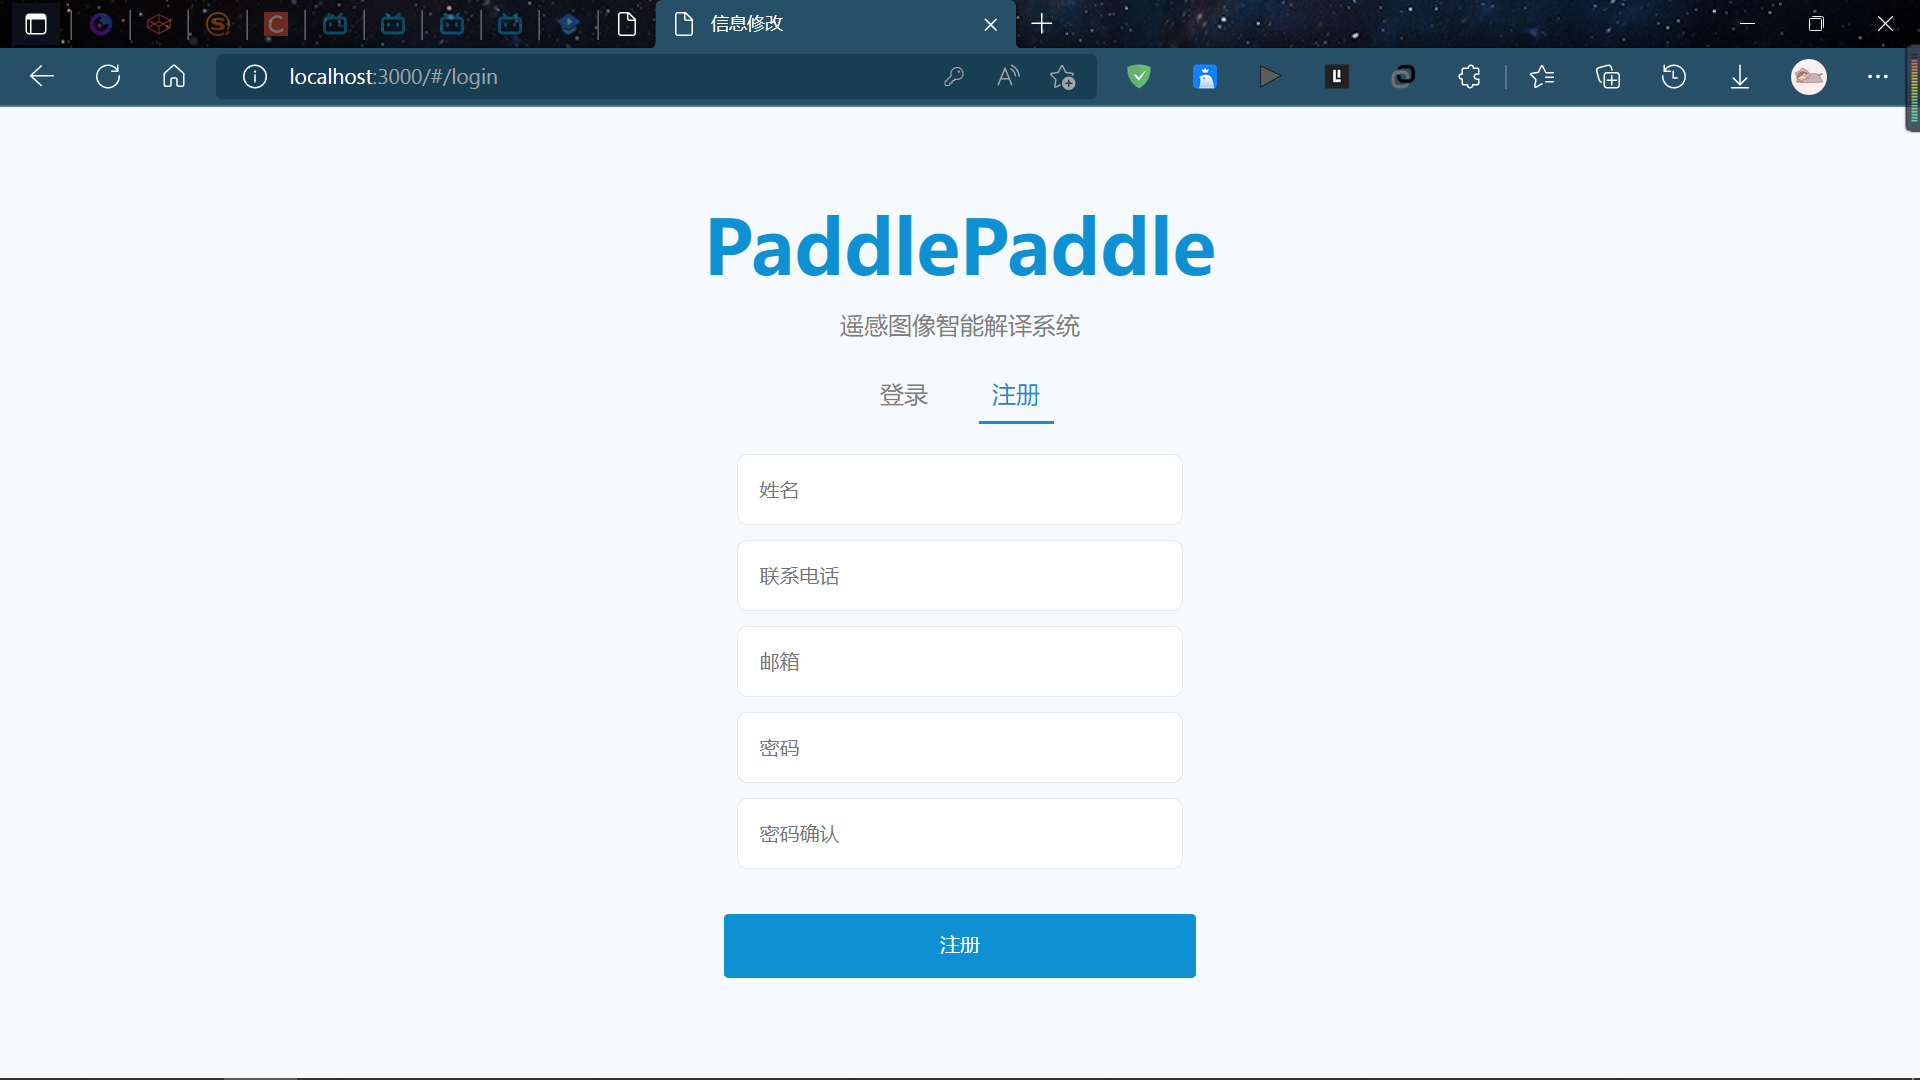 信息修改
localhost:3000/#/login
PaddlePaddle
遥感图像智能解译系统
登录 注册
姓名
联系电话
邮箱
密码
密码确认
注册